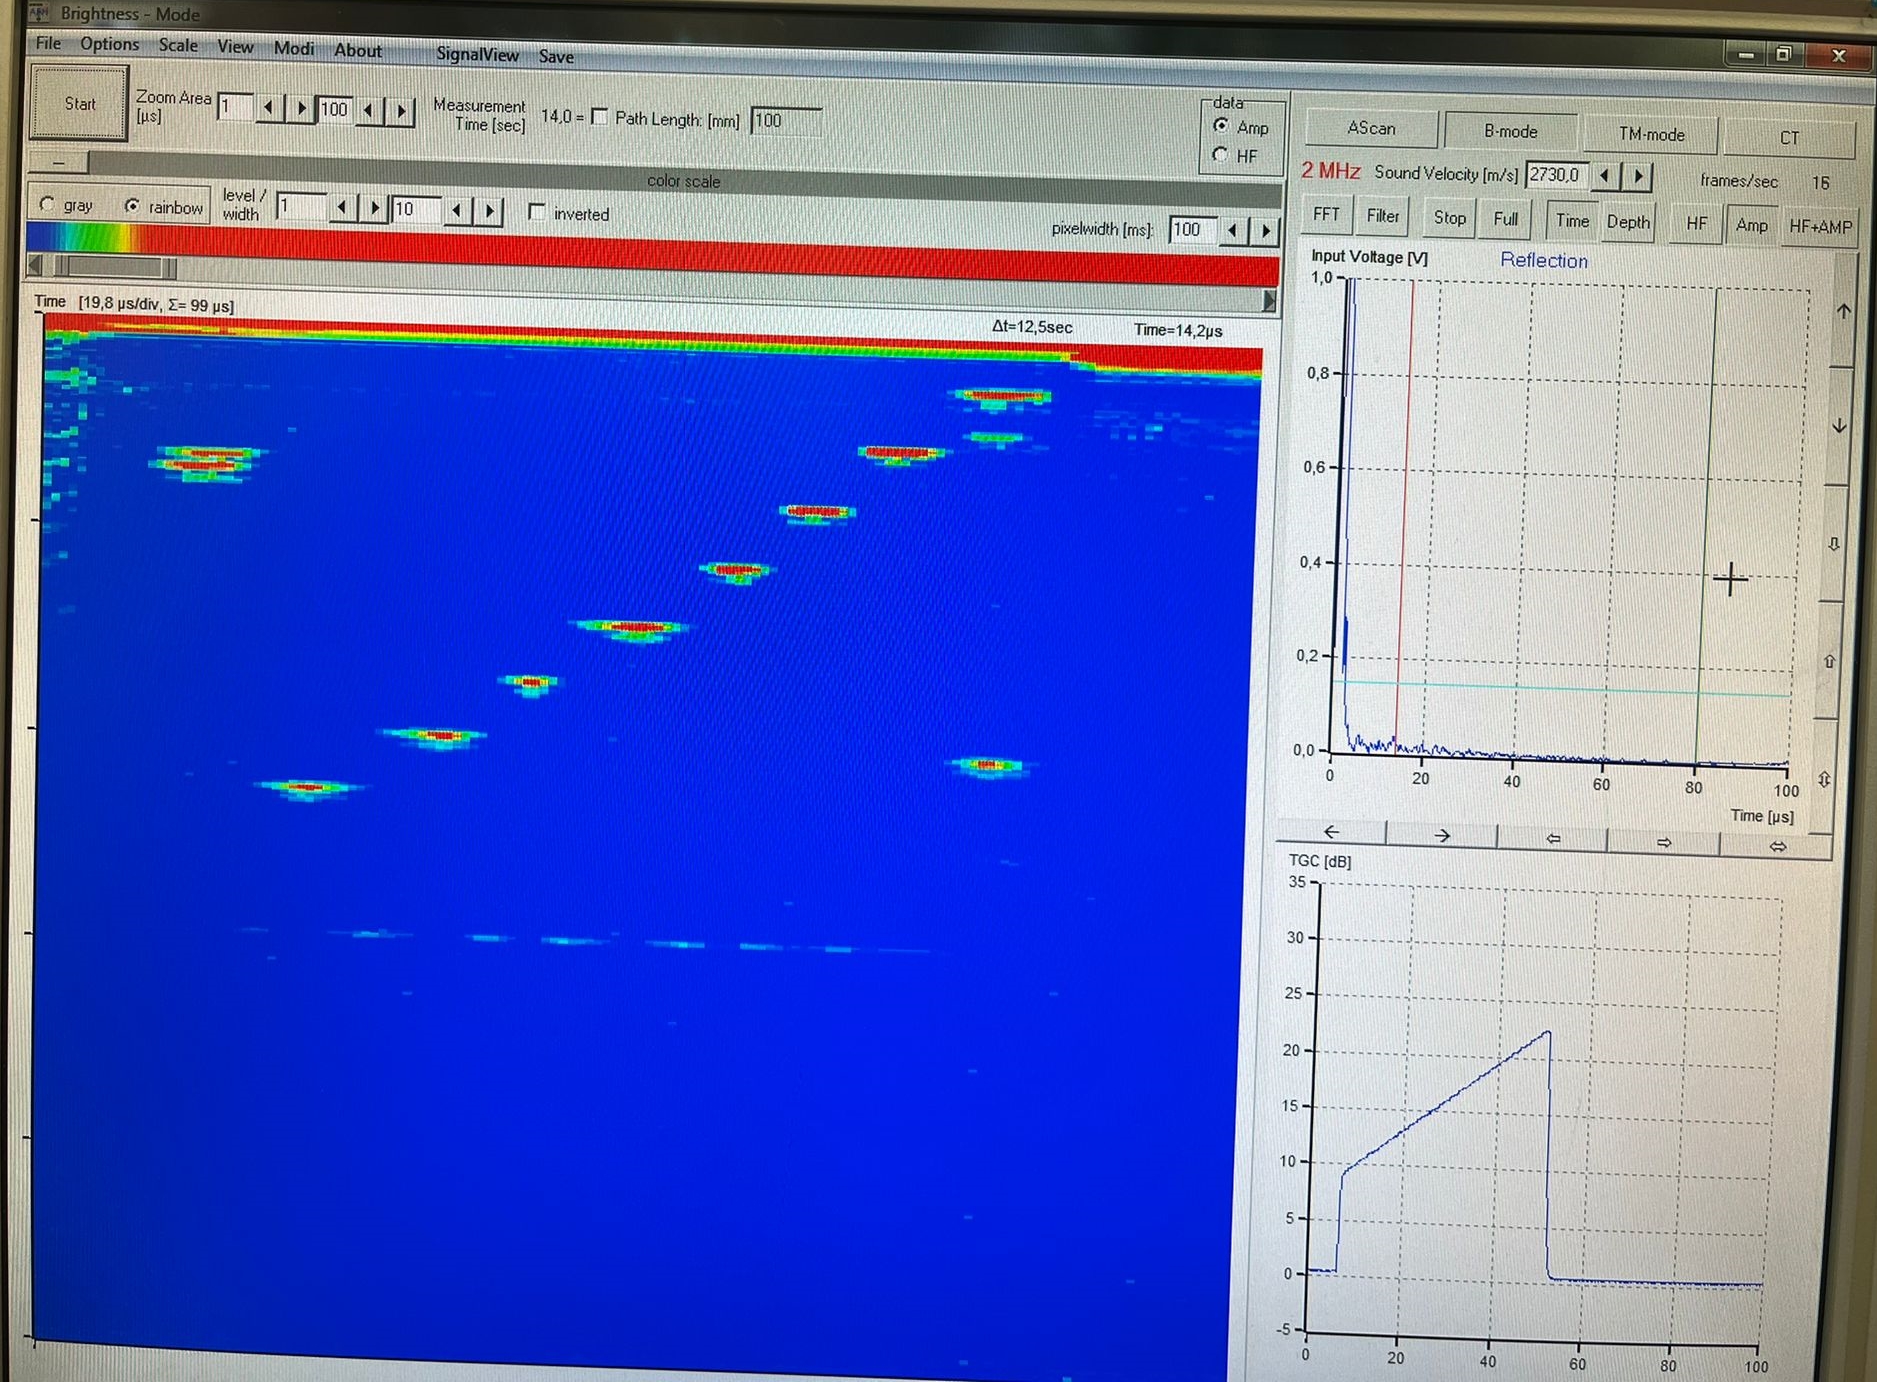 Brightness - Mode
File Options Scale View Modi About SignalView Save
Start
Zoom Area [µs] 1 100
Measurement Time [sec] 14,0 = Path Length: [mm] 100
data
Amp
HF
color scale
gray rainbow level / width 1 10 inverted
pixelwidth [ms]: 100
Time [19,8 µs/div, Σ= 99 µs]
Δt=12,5sec Time=14,2µs
AScan B-mode TM-mode CT
2 MHz Sound Velocity [m/s] 2730,0 frames/sec 16
FFT Filter Stop Full Time Depth HF Amp HF+AMP
Input Voltage [V] Reflection
1,0
0,8
0,6
0,4
0,2
0,0
0 20 40 60 80 100
Time [µs]
TGC [dB]
35
30
25
20
15
10
5
0
-5
0 20 40 60 80 100